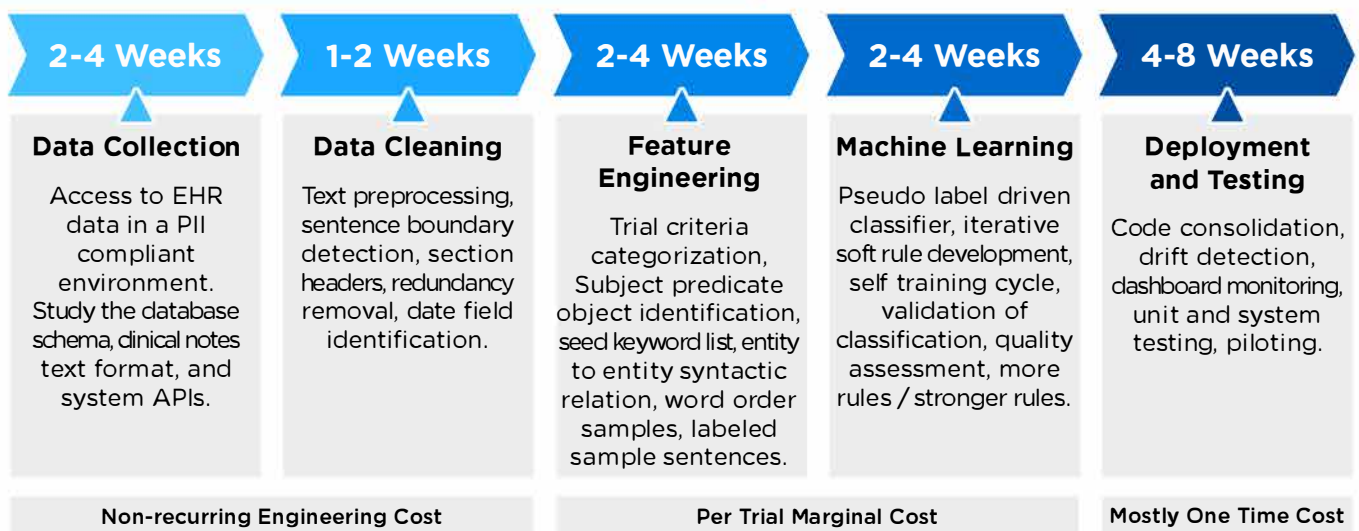 2-4 Weeks
1-2 Weeks
2-4 Weeks
2-4 Weeks
4-8 Weeks
Data Collection
Access to EHR
data in a PII
compliant
environment.
Study the database
schema, dinical notes
text format, and
system APIs.
Data Cleaning
Text preprocessing,
sentence boundary
detection, section
headers, redundancy
removal, date field
identification.
Feature
Engineering
Trial criteria
categorization,
Subject predicate
object identification,
seed keyword list, entity
to entity syntactic
relation, word order
samples, labeled
sample sentences.
Machine Learning
Pseudo label driven
classifier, iterative
soft rule development,
self training cycle,
validation of
classification, quality
assessment, more
rules / stronger rules.
Deployment
and Testing
Code consolidation,
drift detection,
dashboard monitoring,
unit and system
testing, piloting.
Non-recurring Engineering Cost
Per Trial Marginal Cost
Mostly One Time Cost